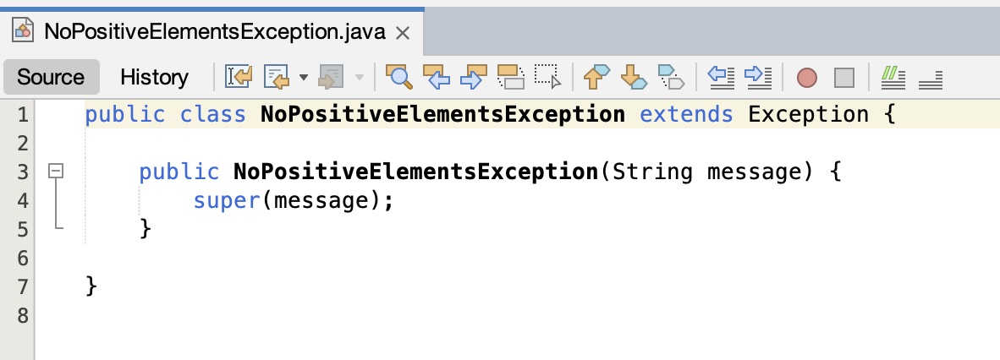 NoPositiveElementsException.java
Source History
1 public class NoPositiveElementsException extends Exception {
2
3     public NoPositiveElementsException(String message) {
4         super(message);
5     }
6
7 }
8